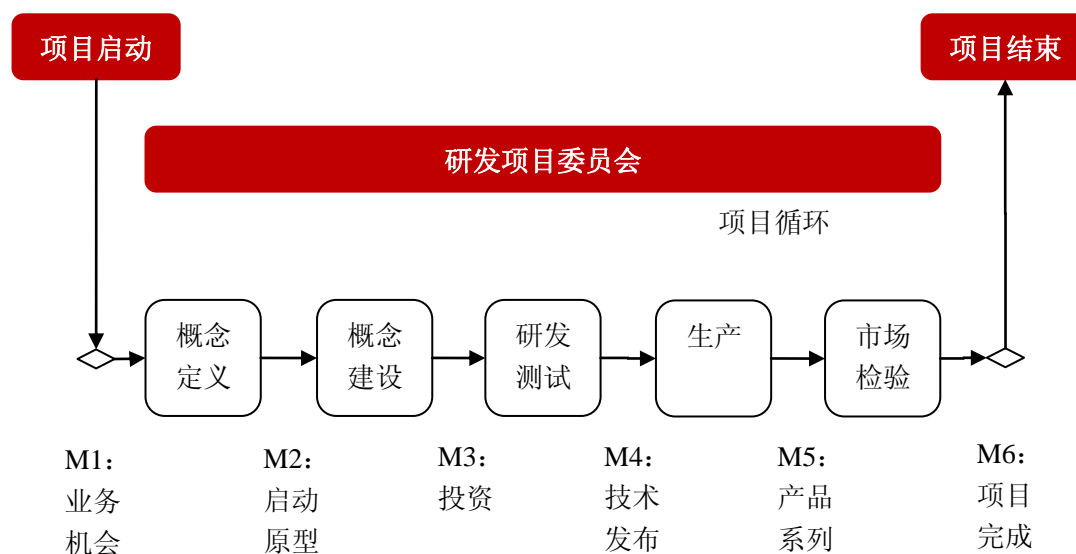 项目启动
项目结束
研发项目委员会
项目循环
概念
定义
概念
建设
研发
测试
生产
市场
检验
M1：
业务
机会
M2：
启动
原型
M3：
投资
M4：
技术
发布
M5：
产品
系列
M6：
项目
完成